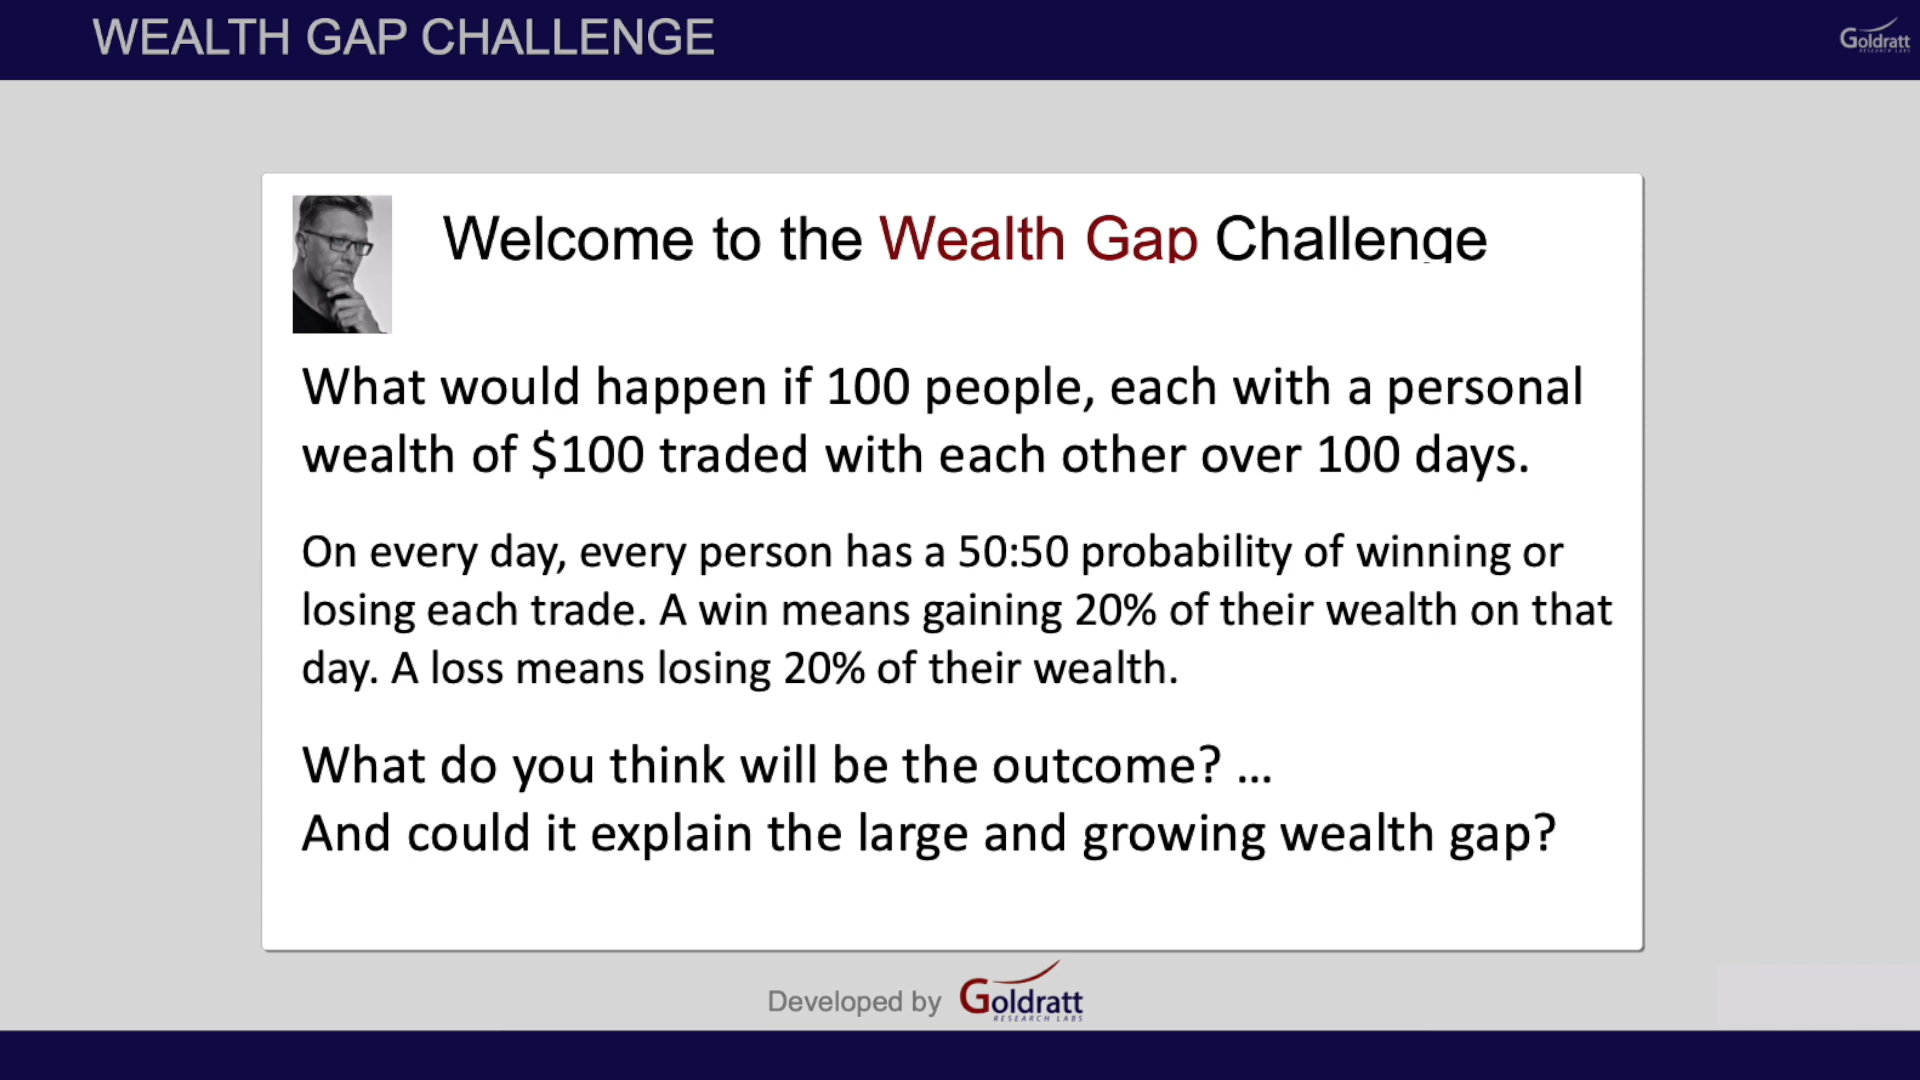 WEALTH GAP CHALLENGE
Goldratt
Welcome to the Wealth Gap Challenge
What would happen if 100 people, each with a personal
wealth of $100 traded with each other over 100 days.
On every day, every person has a 50:50 probability of winning or
losing each trade. A win means gaining 20% of their wealth on that
day. A loss means losing 20% of their wealth.
What do you think will be the outcome? ...
And could it explain the large and growing wealth gap?
Developed by Goldratt
RESEARCH LABS